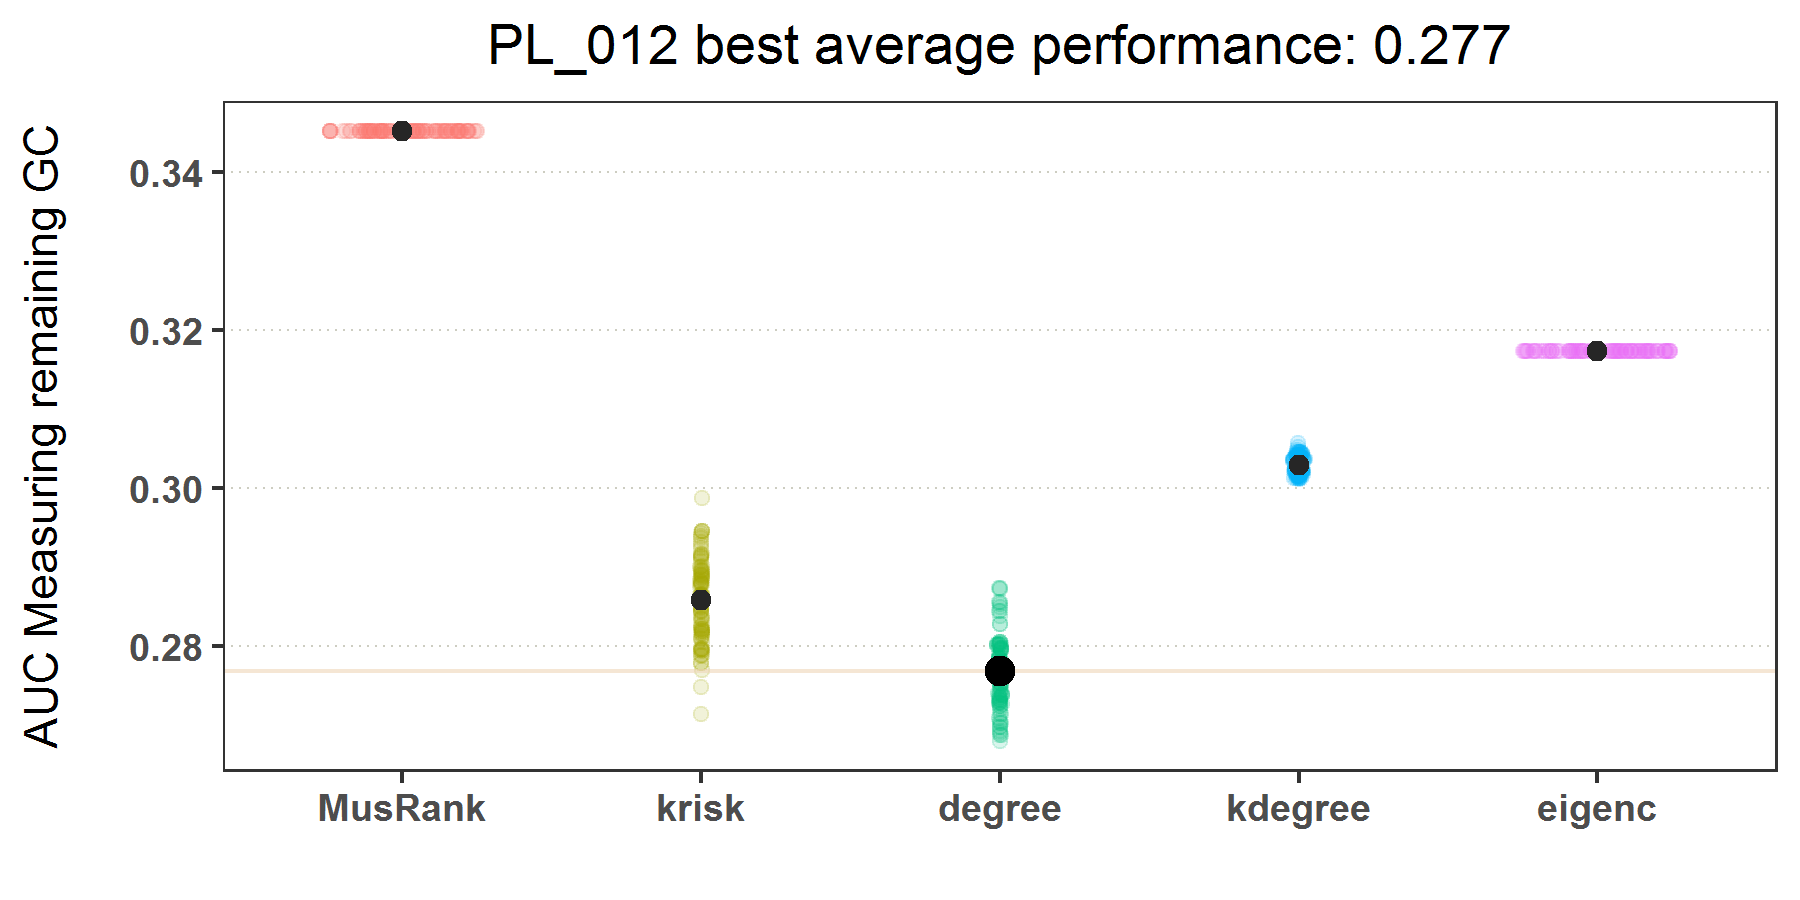 PL_012 best average performance: 0.277
AUC Measuring remaining GC
0.34
0.32
0.30
0.28
MusRank krisk degree kdegree eigenc